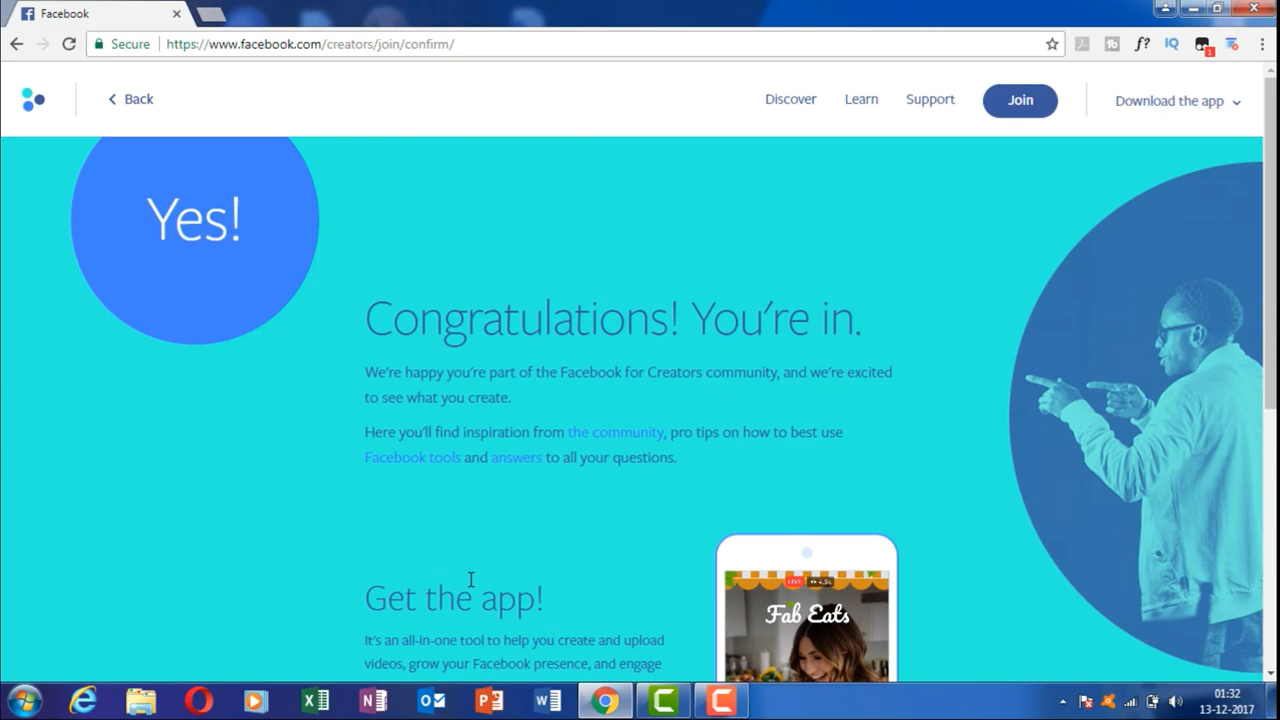 Facebook
Secure https://www.facebook.com/creators/join/confirm/
f? IQ 1
Back
Discover Learn Support Join Download the app
Yes!
Congratulations! You're in.
We're happy you're part of the Facebook for Creators community, and we're excited
to see what you create.
Here you'll find inspiration from the community, pro tips on how to best use
Facebook tools and answers to all your questions.
LIVE 4.5k
Fab Eats
Get the app!
It's an all-in-one tool to help you create and upload
videos, grow your Facebook presence, and engage
01:32
13-12-2017